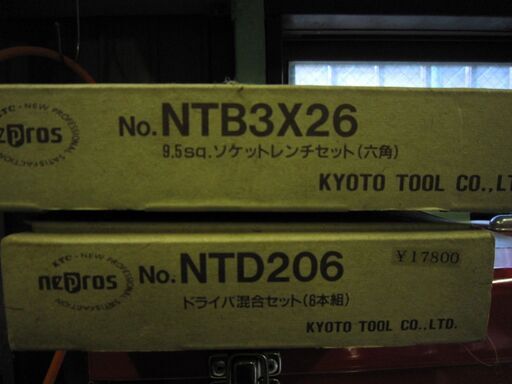 KTC - NEW PROFESSIONAL SATISFACTION
nepros
No. NTB3X26
9.5sq.ソケットレンチセット(六角)
KYOTO TOOL CO.,LT
KTC - NEW PROFESSIONAL SATISFACTION
nepros
No. NTD206
¥17800
ドライバ混合セット(6本組)
KYOTO TOOL CO.,LTD.